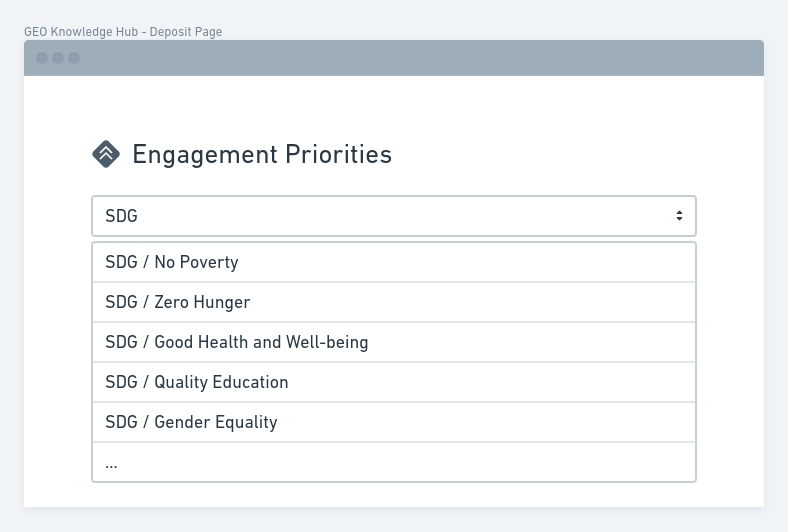 GEO Knowledge Hub - Deposit Page
Engagement Priorities
SDG
SDG / No Poverty
SDG / Zero Hunger
SDG / Good Health and Well-being
SDG / Quality Education
SDG / Gender Equality
...